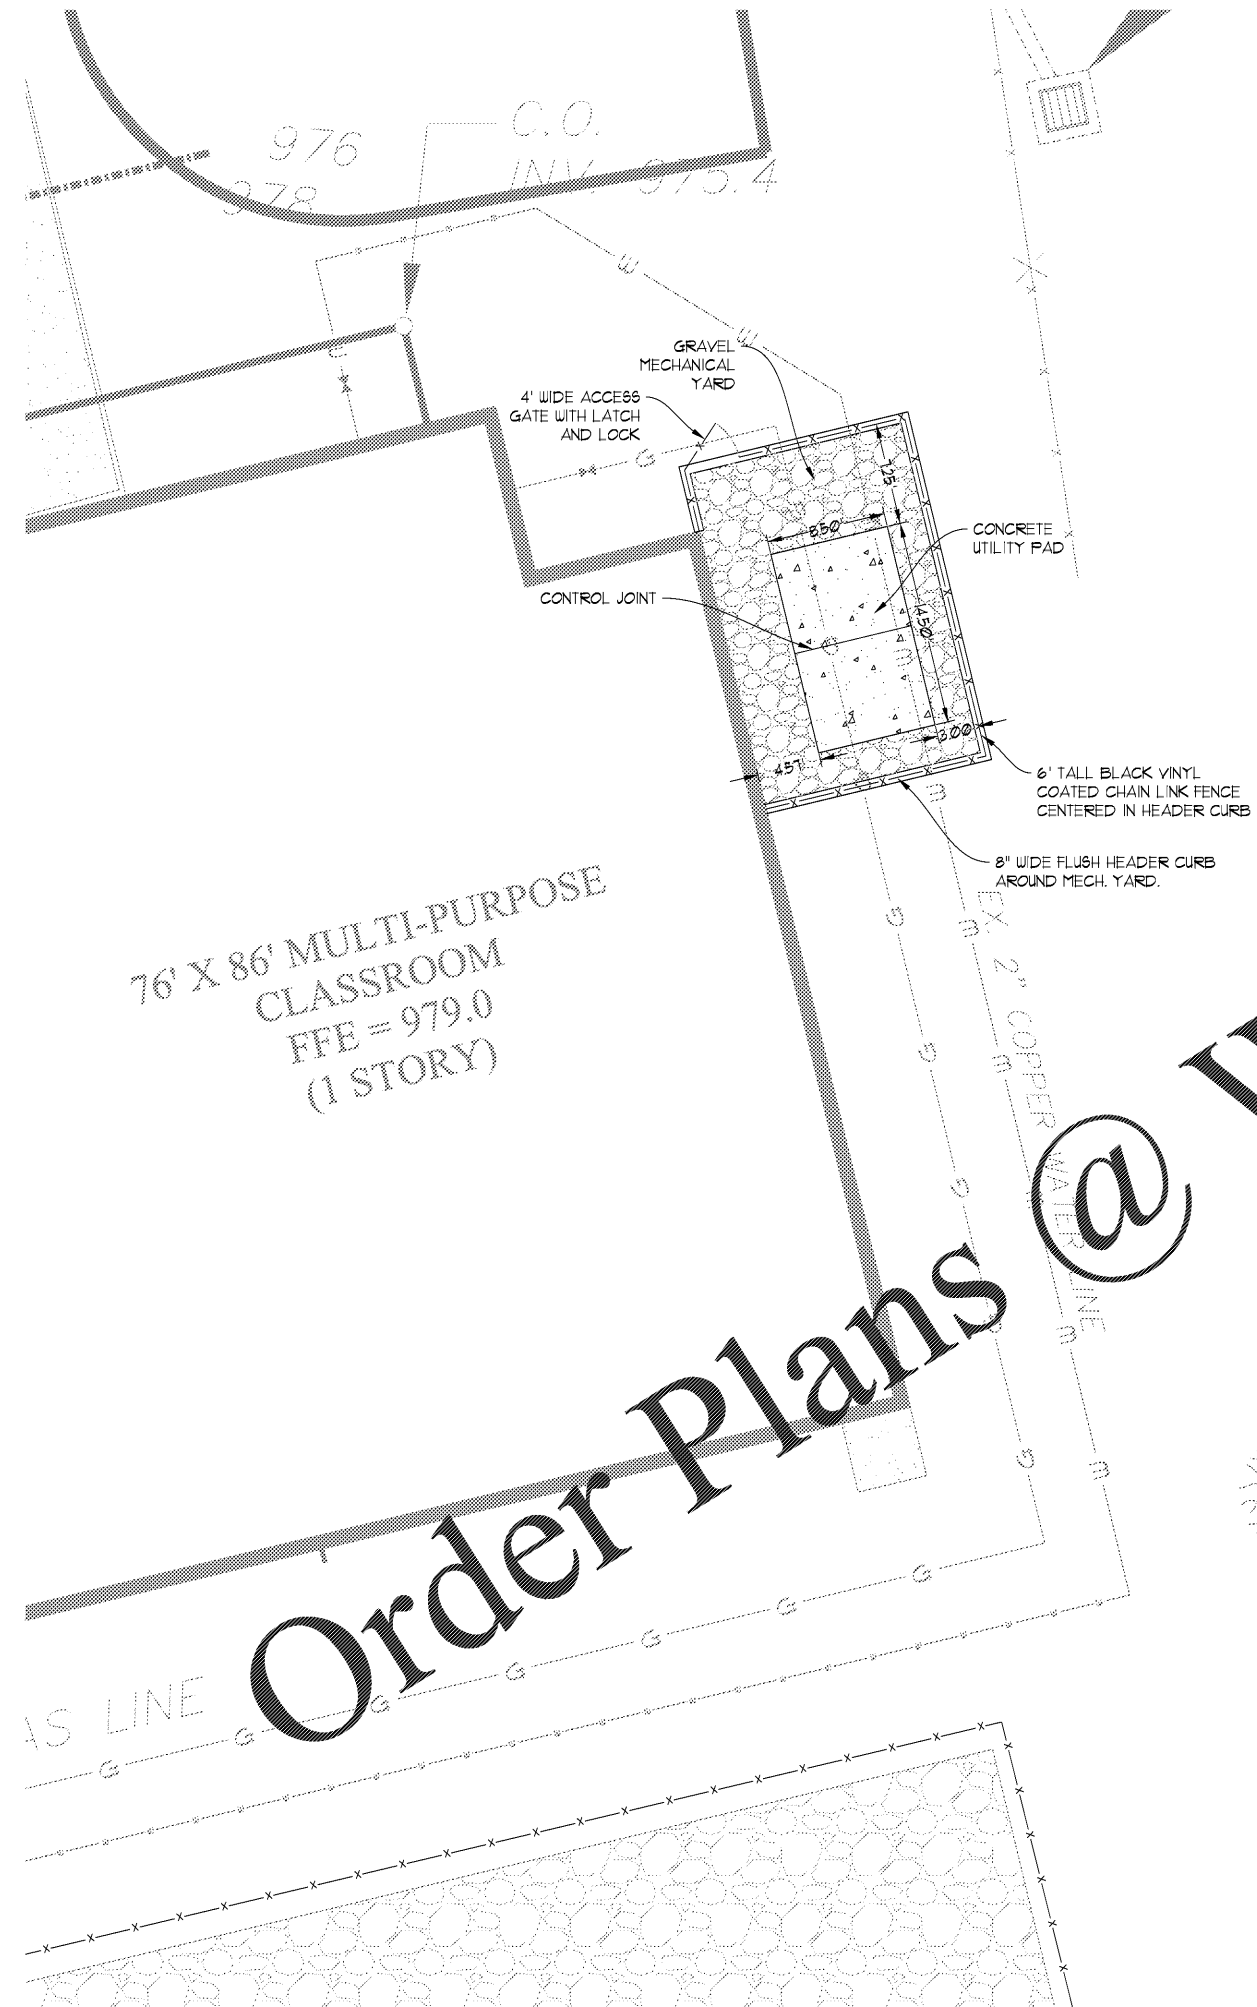 976
978
C.O.
INV. 975.4
GRAVEL
MECHANICAL
YARD
4' WIDE ACCESS
GATE WITH LATCH
AND LOCK
7.25'
8.50'
CONCRETE
UTILITY PAD
CONTROL JOINT
14.50'
3.00'
4.57'
6' TALL BLACK VINYL
COATED CHAIN LINK FENCE
CENTERED IN HEADER CURB
8" WIDE FLUSH HEADER CURB
AROUND MECH. YARD.
EX. 2" COPPER WATER LINE
76' X 86' MULTI-PURPOSE
CLASSROOM
FFE = 979.0
(1 STORY)
Order Plans @
AS LINE